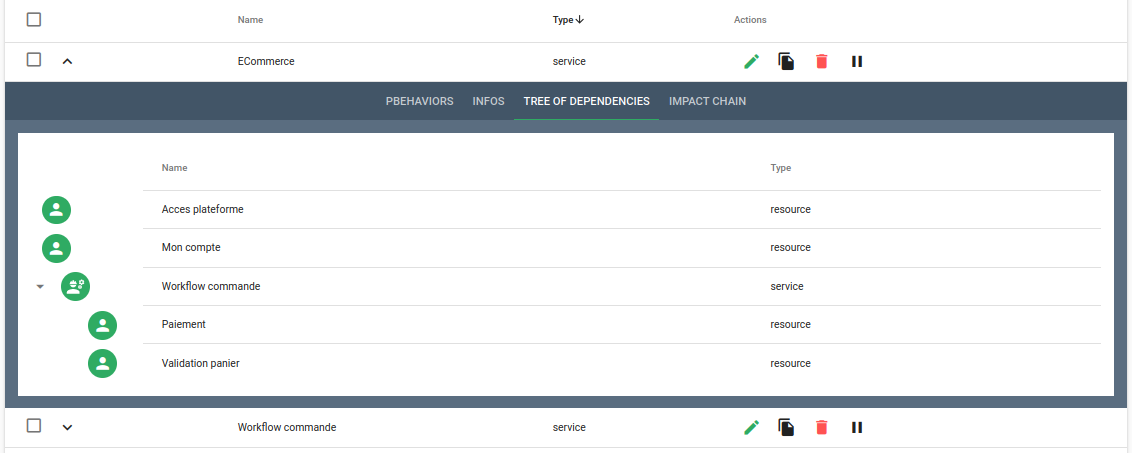 Name Type Actions
ECommerce service
PBEHAVIORS INFOS TREE OF DEPENDENCIES IMPACT CHAIN
Name Type
Acces plateforme resource
Mon compte resource
Workflow commande service
Paiement resource
Validation panier resource
Workflow commande service